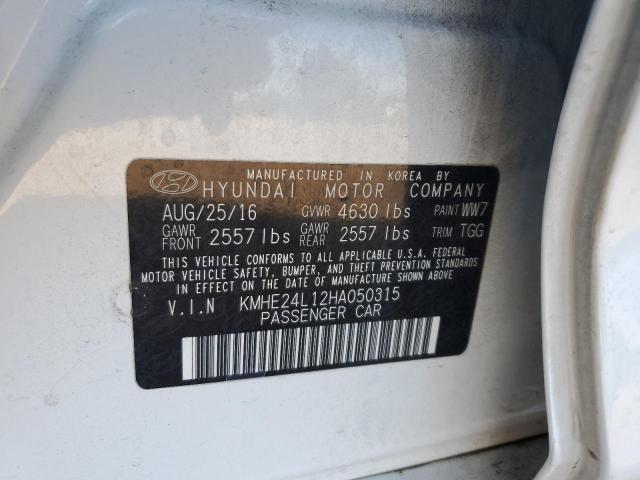 MANUFACTURED IN KOREA BY
HYUNDAI MOTOR COMPANY
AUG/25/16 GVWR 4630 lbs PAINT WW7
GAWR FRONT 2557 lbs GAWR REAR 2557 lbs TRIM TGG
THIS VEHICLE CONFORMS TO ALL APPLICABLE U.S.A. FEDERAL
MOTOR VEHICLE SAFETY, BUMPER, AND THEFT PREVENTION STANDARDS
IN EFFECT ON THE DATE OF MANUFACTURE SHOWN ABOVE.
V.I.N KMHE24L12HA050315
PASSENGER CAR